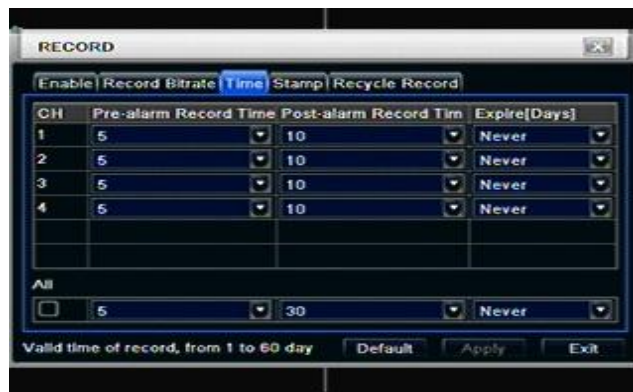 RECORD
Enable Record Bitrate Time Stamp Recycle Record
CH Pre-alarm Record Time Post-alarm Record Tim Expire[Days]
1 5 10 Never
2 5 10 Never
3 5 10 Never
4 5 10 Never
All
5 30 Never
Valid time of record, from 1 to 60 day Default Apply Exit